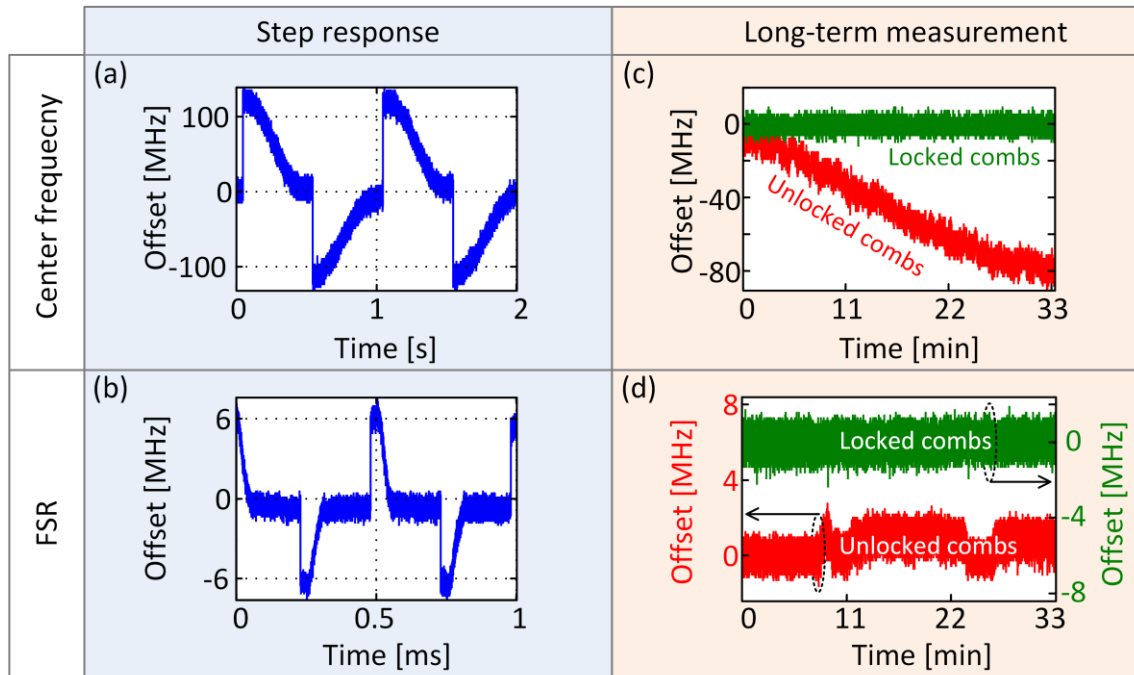 Step response
Long-term measurement
Center frequecny
(a)
Offset [MHz]
100
0
-100
0
1
2
Time [s]
(c)
Offset [MHz]
0
-40
-80
Locked combs
Unlocked combs
0
11
22
33
Time [min]
FSR
(b)
Offset [MHz]
6
0
-6
0
0.5
1
Time [ms]
(d)
Offset [MHz]
8
4
0
Locked combs
Unlocked combs
0
-4
-8
Offset [MHz]
0
11
22
33
Time [min]